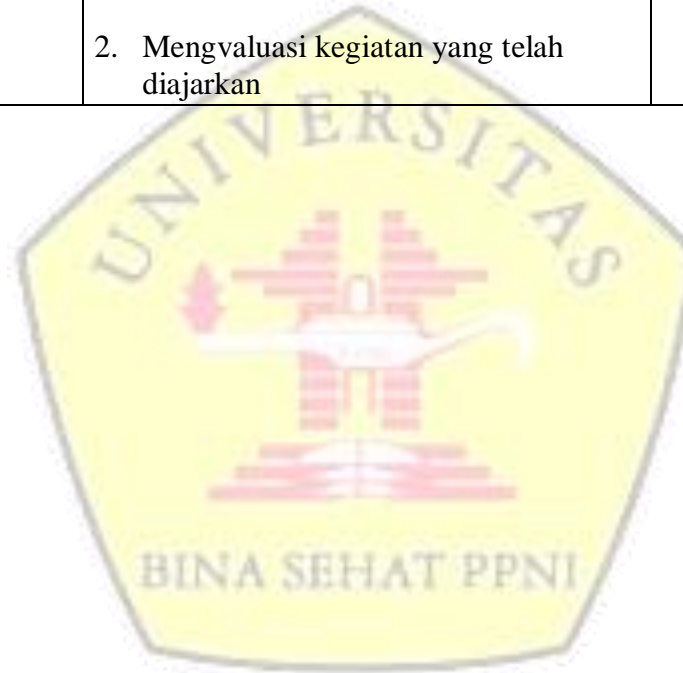 2. Mengvaluasi kegiatan yang telah
diajarkan
UNIVERSITAS
BINA SEHAT PPNI